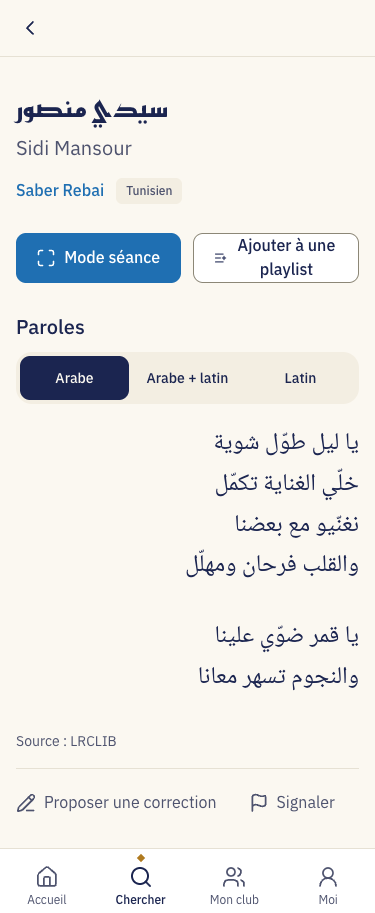 سيدي منصور
Sidi Mansour
Saber Rebai
Tunisien
Mode séance
Ajouter à une
playlist
Paroles
Arabe
Arabe + latin
Latin
يا ليل طوّل شوية
خلّي الغناية تكمّل
نغنّيو مع بعضنا
والقلب فرحان ومهلّل
يا قمر ضوّي علينا
والنجوم تسهر معانا
Source : LRCLIB
Proposer une correction
Signaler
Accueil
Chercher
Mon club
Moi